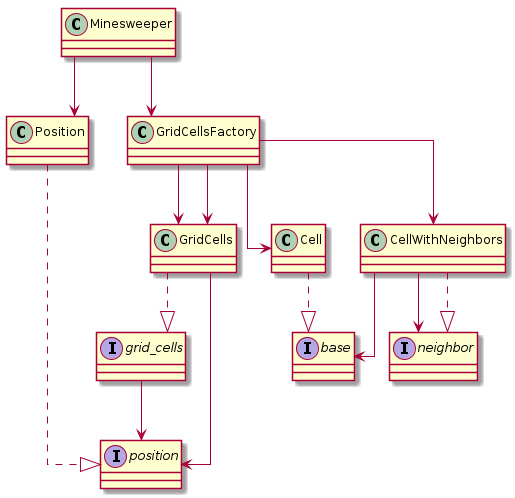 C Minesweeper
C Position
C GridCellsFactory
C GridCells
C Cell
C CellWithNeighbors
I grid_cells
I base
I neighbor
I position